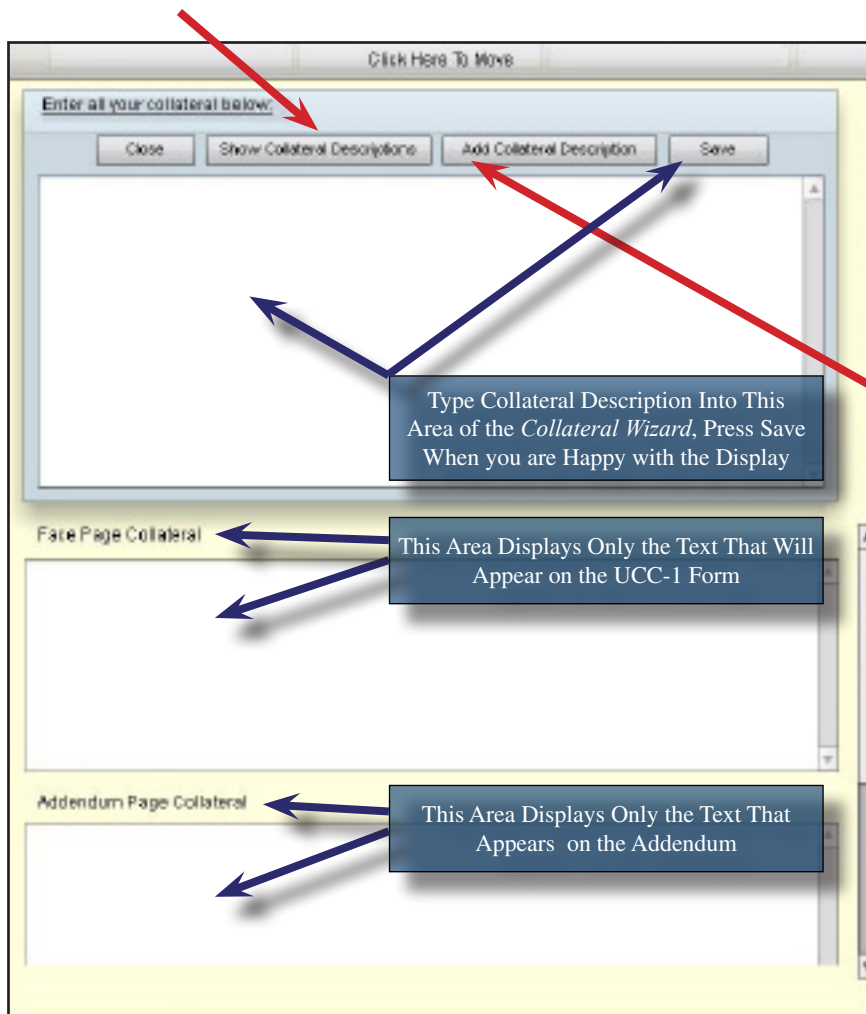 Click Here To Move
Enter all your collateral below:
Close Show Collateral Descriptions Add Collateral Description Save
Type Collateral Description Into This
Area of the Collateral Wizard, Press Save
When you are Happy with the Display
Face Page Collateral
This Area Displays Only the Text That Will
Appear on the UCC-1 Form
Addendum Page Collateral
This Area Displays Only the Text That
Appears on the Addendum